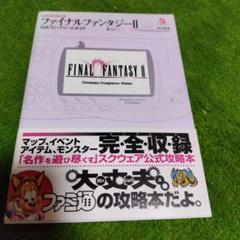 ファイナルファンタジーII
公式コンプリートガイド
FINAL FANTASY II
Official Complete Guide
マップ、イベント
アイテム、モンスター
完全収録
「名作を遊び尽くす」スクウェア公式攻略本
大丈夫。
ファミ通の攻略本だよ。